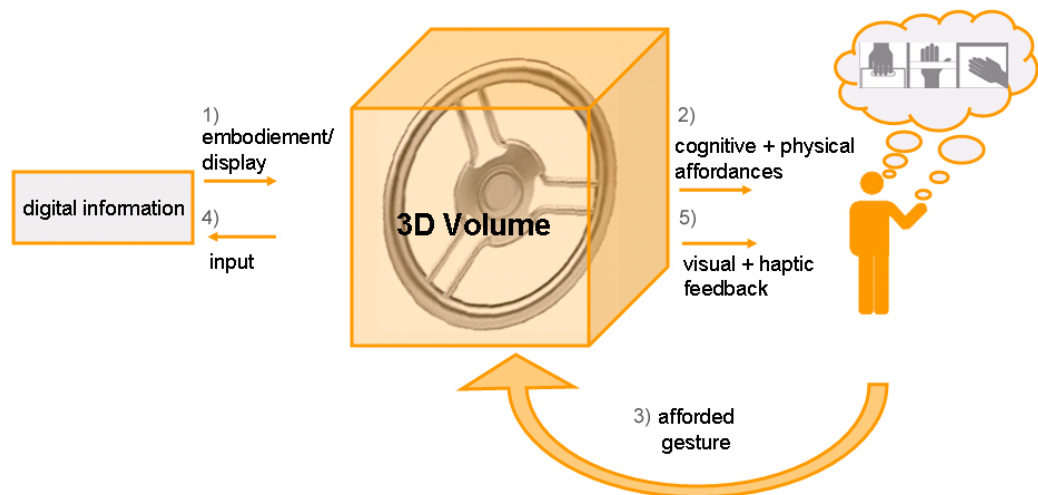 1)
embodiement/
display
digital information
4)
input
3D Volume
2)
cognitive + physical
affordances
5)
visual + haptic
feedback
3) afforded
gesture